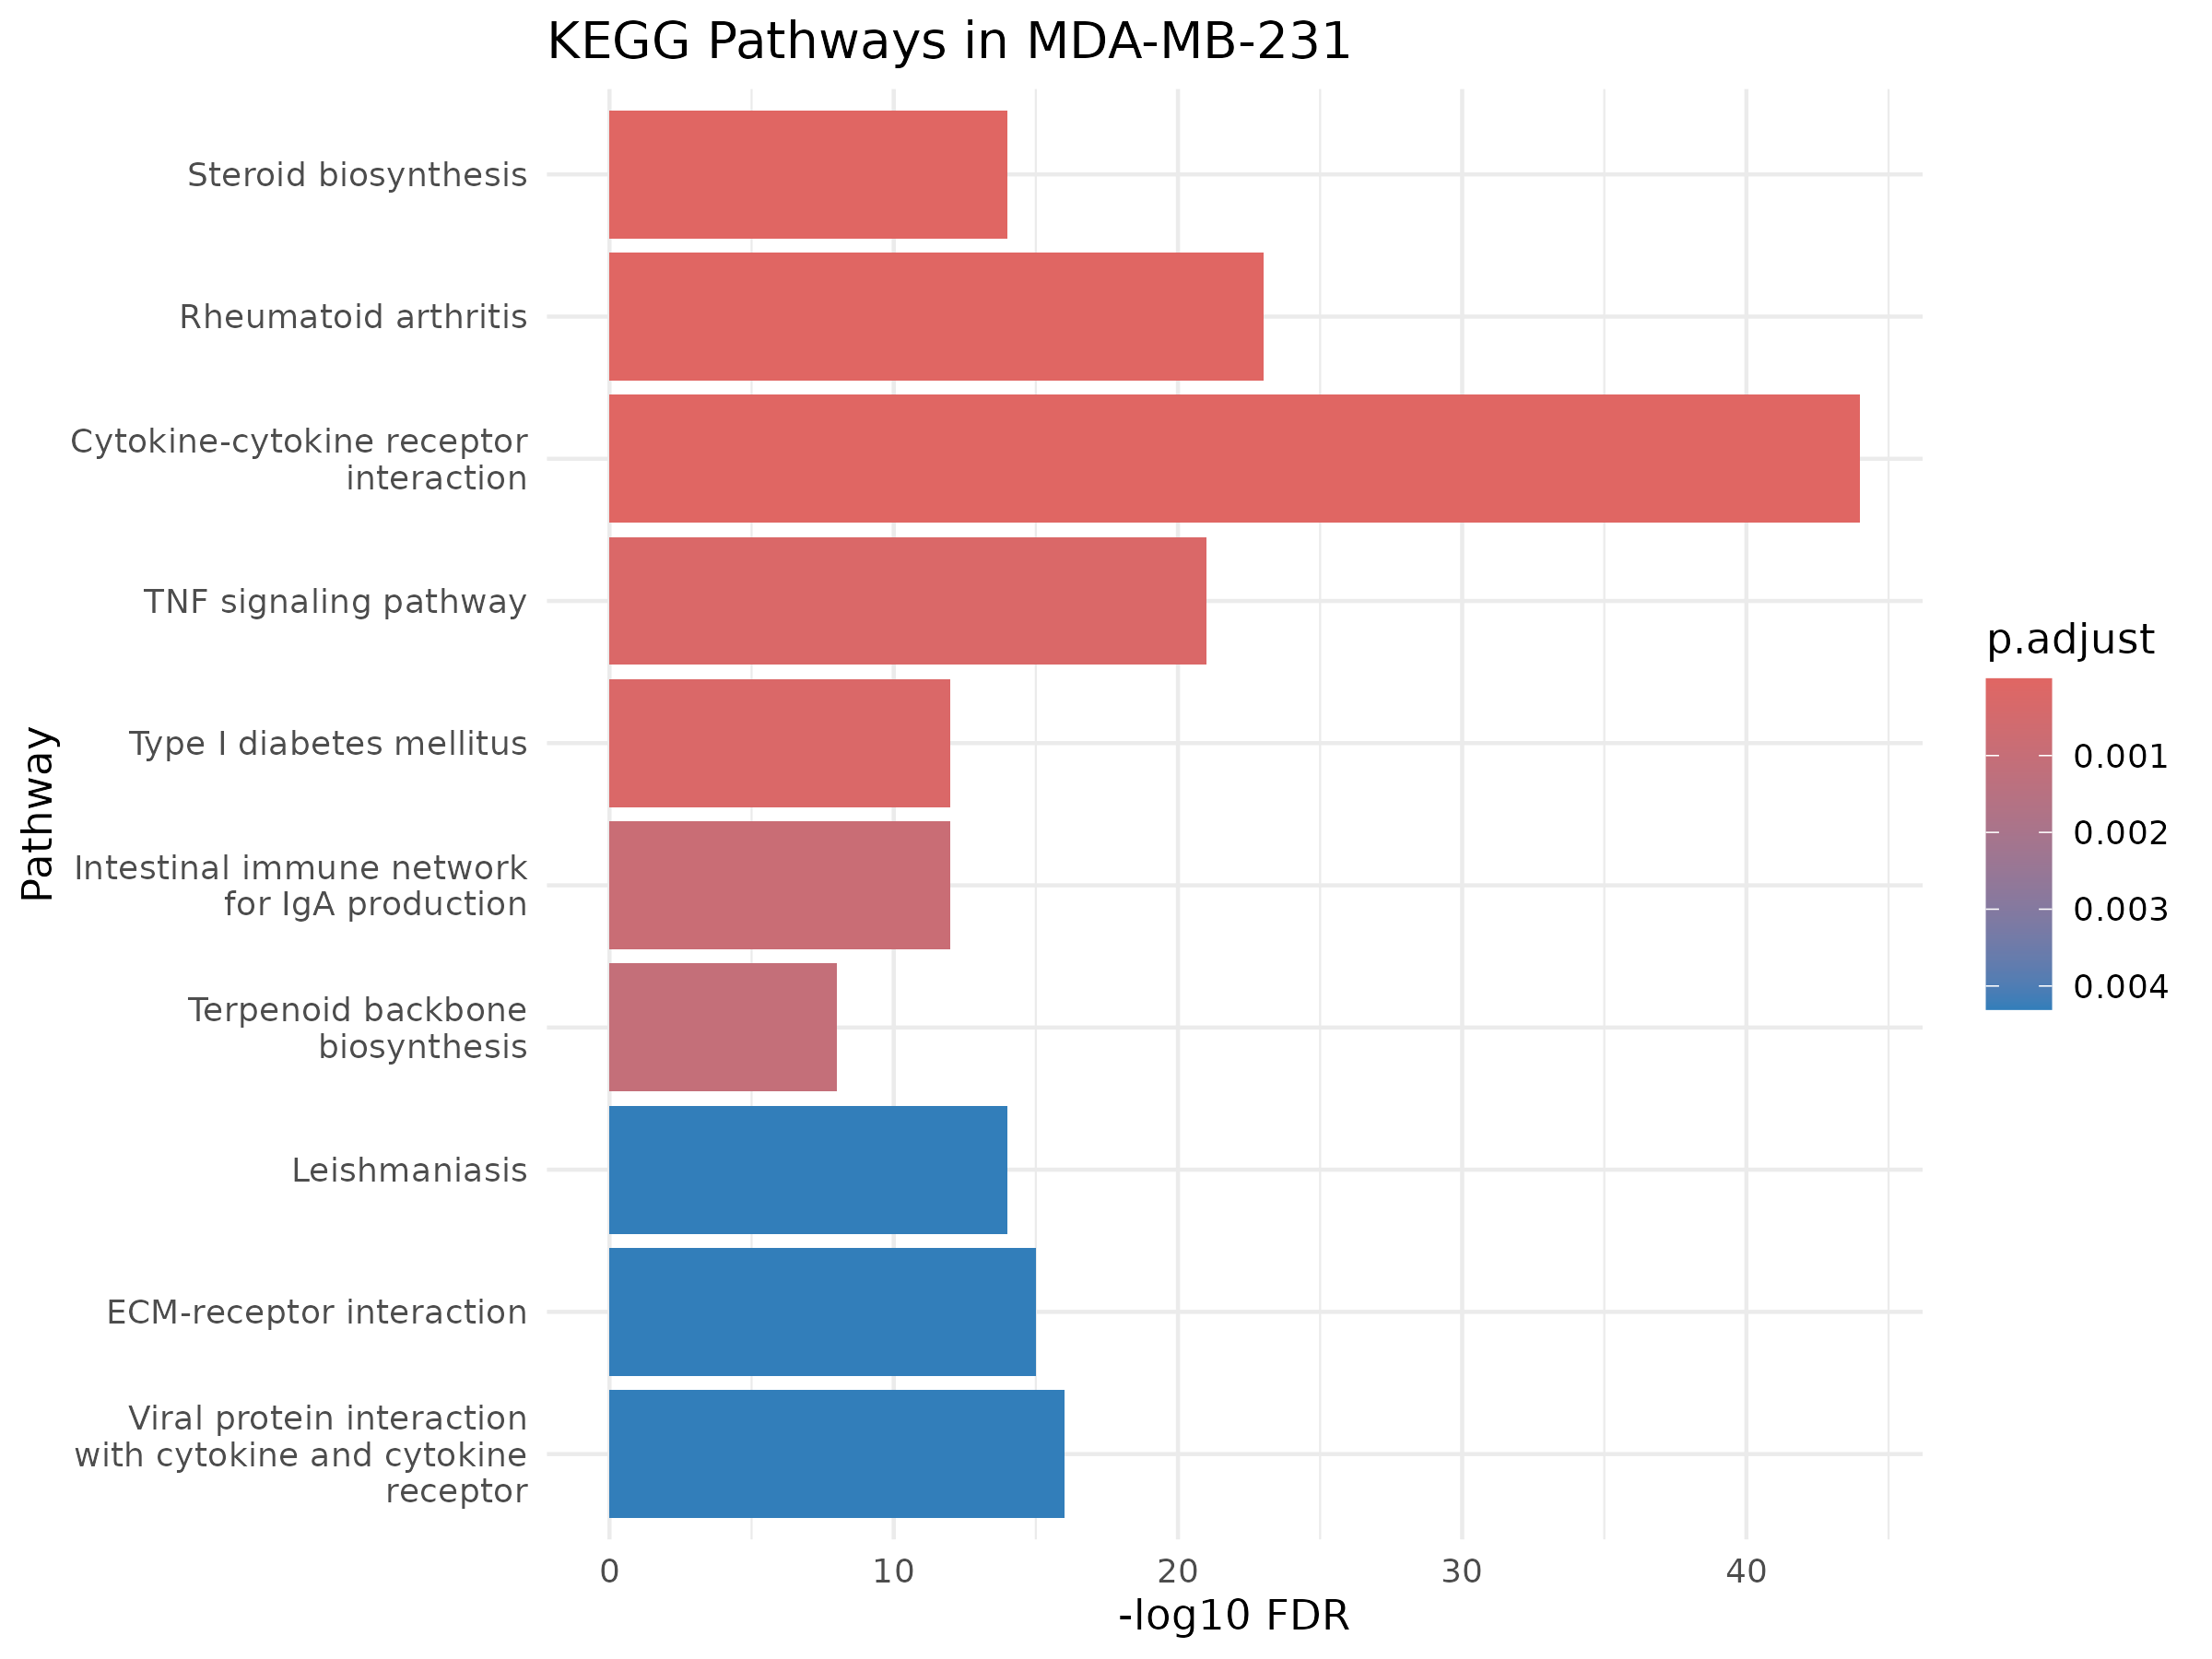 KEGG Pathways in MDA-MB-231
Steroid biosynthesis
Rheumatoid arthritis
Cytokine-cytokine receptor
interaction
TNF signaling pathway
Type I diabetes mellitus
Intestinal immune network
for IgA production
Terpenoid backbone
biosynthesis
Leishmaniasis
ECM-receptor interaction
Viral protein interaction
with cytokine and cytokine
receptor
Pathway
0 10 20 30 40
-log10 FDR
p.adjust
0.001
0.002
0.003
0.004